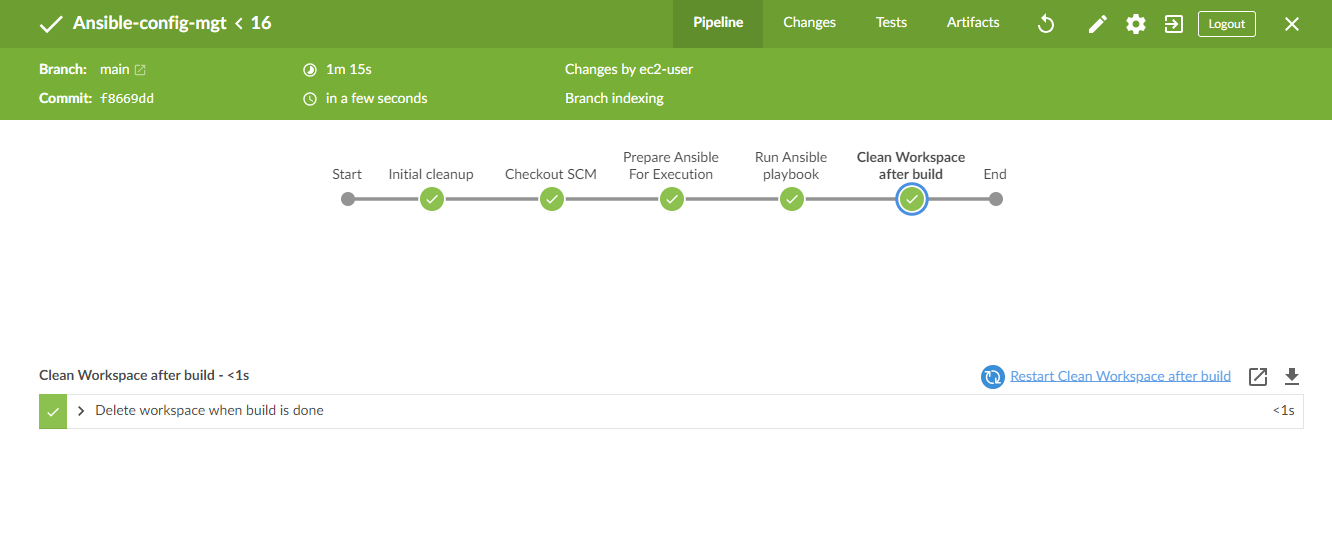 Ansible-config-mgt < 16
Pipeline
Changes
Tests
Artifacts
Logout
Branch: main
1m 15s
Changes by ec2-user
Commit: f8669dd
in a few seconds
Branch indexing
Start
Initial cleanup
Checkout SCM
Prepare Ansible
For Execution
Run Ansible
playbook
Clean Workspace
after build
End
Clean Workspace after build - <1s
Restart Clean Workspace after build
Delete workspace when build is done
<1s